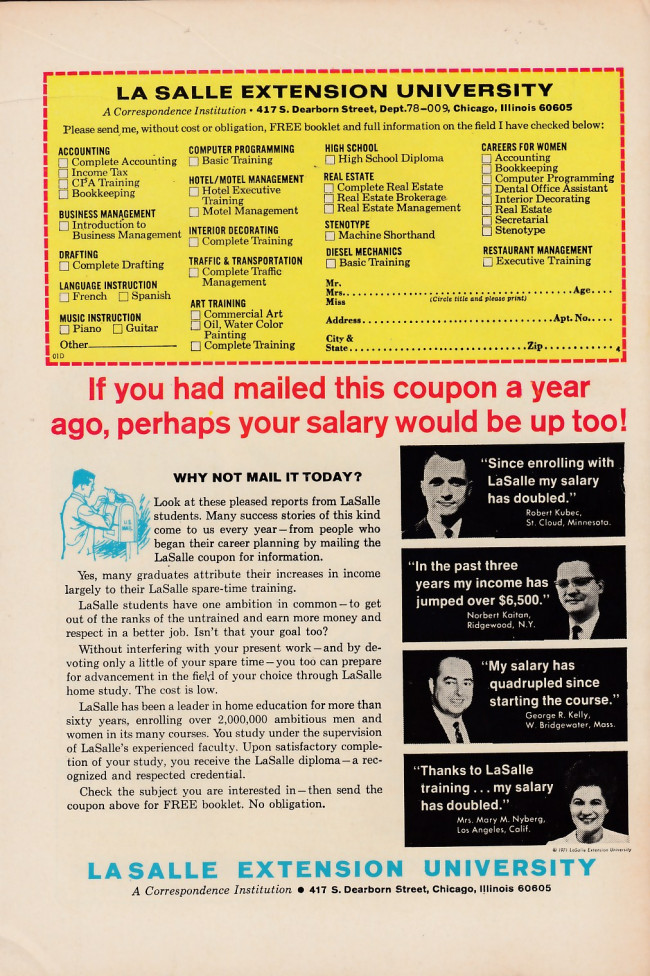 LA SALLE EXTENSION UNIVERSITY
A Correspondence Institution • 417 S. Dearborn Street, Dept.78-009, Chicago, Illinois 60605
Please send me, without cost or obligation, FREE booklet and full information on the field I have checked below:
ACCOUNTING
Complete Accounting
Income Tax
CPA Training
Bookkeeping
BUSINESS MANAGEMENT
Introduction to
Business Management
DRAFTING
Complete Drafting
LANGUAGE INSTRUCTION
French Spanish
MUSIC INSTRUCTION
Piano Guitar
Other
01D
COMPUTER PROGRAMMING
Basic Training
HOTEL/MOTEL MANAGEMENT
Hotel Executive
Training
Motel Management
INTERIOR DECORATING
Complete Training
TRAFFIC & TRANSPORTATION
Complete Traffic
Management
ART TRAINING
Commercial Art
Oil, Water Color
Painting
Complete Training
HIGH SCHOOL
High School Diploma
REAL ESTATE
Complete Real Estate
Real Estate Brokerage
Real Estate Management
STENOTYPE
Machine Shorthand
DIESEL MECHANICS
Basic Training
CAREERS FOR WOMEN
Accounting
Bookkeeping
Computer Programming
Dental Office Assistant
Interior Decorating
Real Estate
Secretarial
Stenotype
RESTAURANT MANAGEMENT
Executive Training
Mr.
Mrs. Age
Miss (Circle title and please print)
Address Apt. No.
City &
State Zip 4
If you had mailed this coupon a year
ago, perhaps your salary would be up too!
U.S. MAIL
WHY NOT MAIL IT TODAY?
Look at these pleased reports from LaSalle
students. Many success stories of this kind
come to us every year—from people who
began their career planning by mailing the
LaSalle coupon for information.
Yes, many graduates attribute their increases in income
largely to their LaSalle spare-time training.
LaSalle students have one ambition in common—to get
out of the ranks of the untrained and earn more money and
respect in a better job. Isn't that your goal too?
Without interfering with your present work—and by de-
voting only a little of your spare time—you too can prepare
for advancement in the field of your choice through LaSalle
home study. The cost is low.
LaSalle has been a leader in home education for more than
sixty years, enrolling over 2,000,000 ambitious men and
women in its many courses. You study under the supervision
of LaSalle's experienced faculty. Upon satisfactory comple-
tion of your study, you receive the LaSalle diploma—a rec-
ognized and respected credential.
Check the subject you are interested in—then send the
coupon above for FREE booklet. No obligation.
"Since enrolling with
LaSalle my salary
has doubled."
Robert Kubec,
St. Cloud, Minnesota.
"In the past three
years my income has
jumped over $6,500."
Norbert Kaitan,
Ridgewood, N.Y.
"My salary has
quadrupled since
starting the course."
George R. Kelly,
W. Bridgewater, Mass.
"Thanks to LaSalle
training . . . my salary
has doubled."
Mrs. Mary M. Nyberg,
Los Angeles, Calif.
© 1971 LaSalle Extension University
LASALLE EXTENSION UNIVERSITY
A Correspondence Institution • 417 S. Dearborn Street, Chicago, Illinois 60605